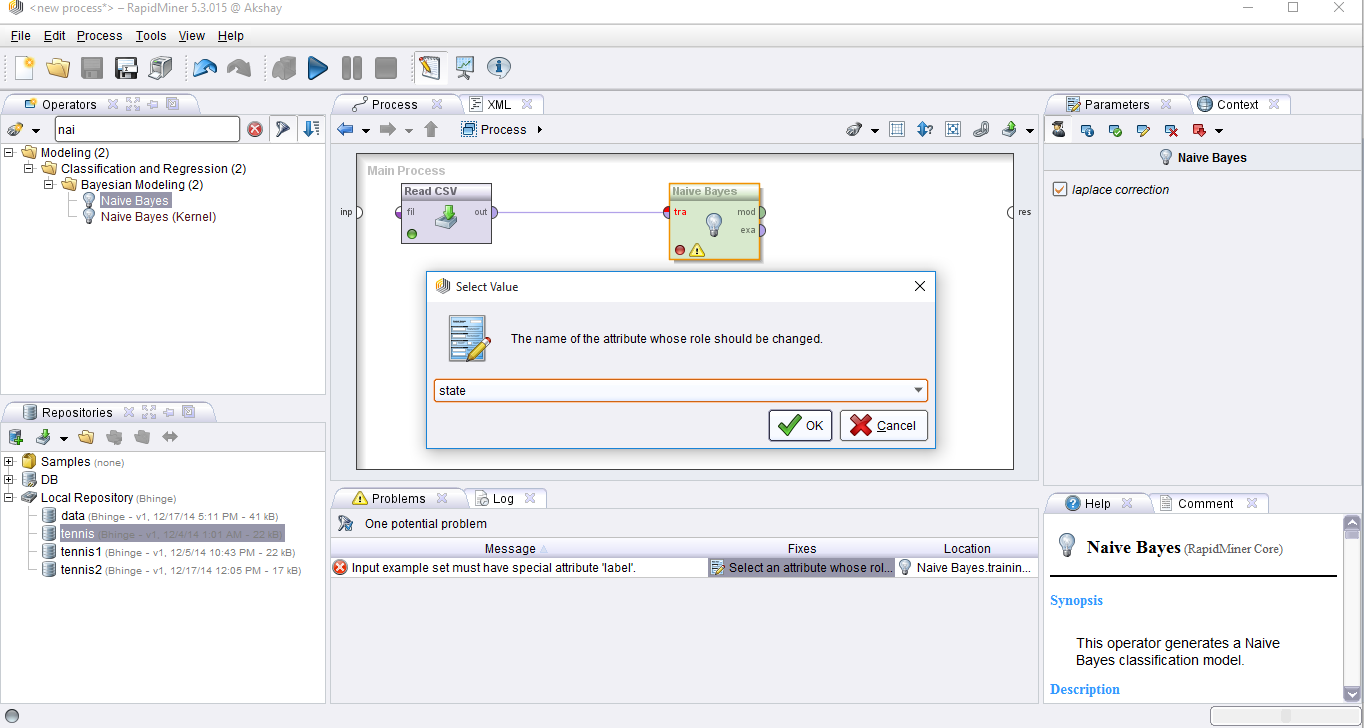 <new process*> – RapidMiner 5.3.015 @ Akshay
File Edit Process Tools View Help
Operators
nai
Modeling (2)
Classification and Regression (2)
Bayesian Modeling (2)
Naive Bayes
Naive Bayes (Kernel)
Repositories
Samples (none)
DB
Local Repository (Bhinge)
data (Bhinge - v1, 12/17/14 5:11 PM - 41 kB)
tennis (Bhinge - v1, 12/4/14 1:01 AM - 22 kB)
tennis1 (Bhinge - v1, 12/5/14 10:43 PM - 22 kB)
tennis2 (Bhinge - v1, 12/17/14 12:05 PM - 17 kB)
Process XML
Process
Main Process
Read CSV Naive Bayes
inp fil out tra mod res
exa
Select Value
The name of the attribute whose role should be changed.
state
OK Cancel
Problems Log
One potential problem
Message Fixes Location
Input example set must have special attribute 'label'. Select an attribute whose rol... Naive Bayes.trainin...
Parameters Context
Naive Bayes
laplace correction
Help Comment
Naive Bayes (RapidMiner Core)
Synopsis
This operator generates a Naive
Bayes classification model.
Description